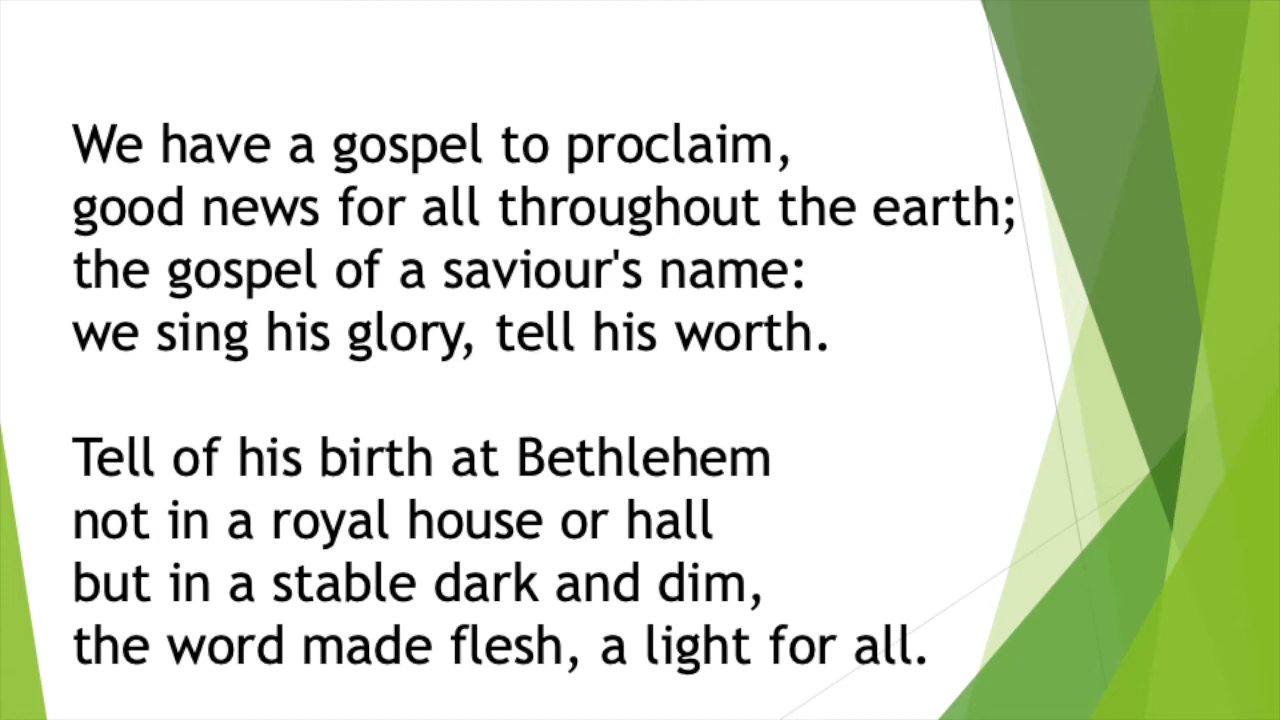 We have a gospel to proclaim,
good news for all throughout the earth;
the gospel of a saviour's name:
we sing his glory, tell his worth.

Tell of his birth at Bethlehem
not in a royal house or hall
but in a stable dark and dim,
the word made flesh, a light for all.